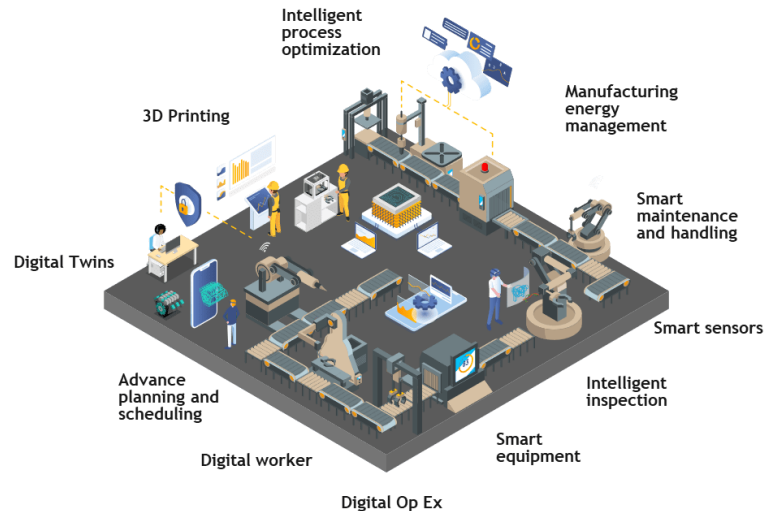 Intelligent
process
optimization
Manufacturing
energy
management
3D Printing
Smart
maintenance
and handling
Digital Twins
Smart sensors
Advance
planning and
scheduling
Intelligent
inspection
Digital worker
Smart
equipment
Digital Op Ex